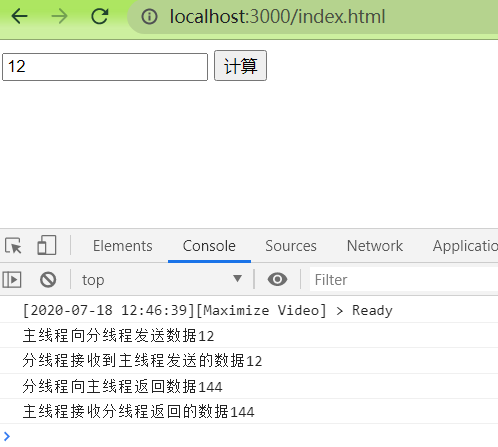 localhost:3000/index.html
12 计算
Elements Console Sources Network Applicatio
top Filter
[2020-07-18 12:46:39][Maximize Video] > Ready
主线程向分线程发送数据12
分线程接收到主线程发送的数据12
分线程向主线程返回数据144
主线程接收分线程返回的数据144